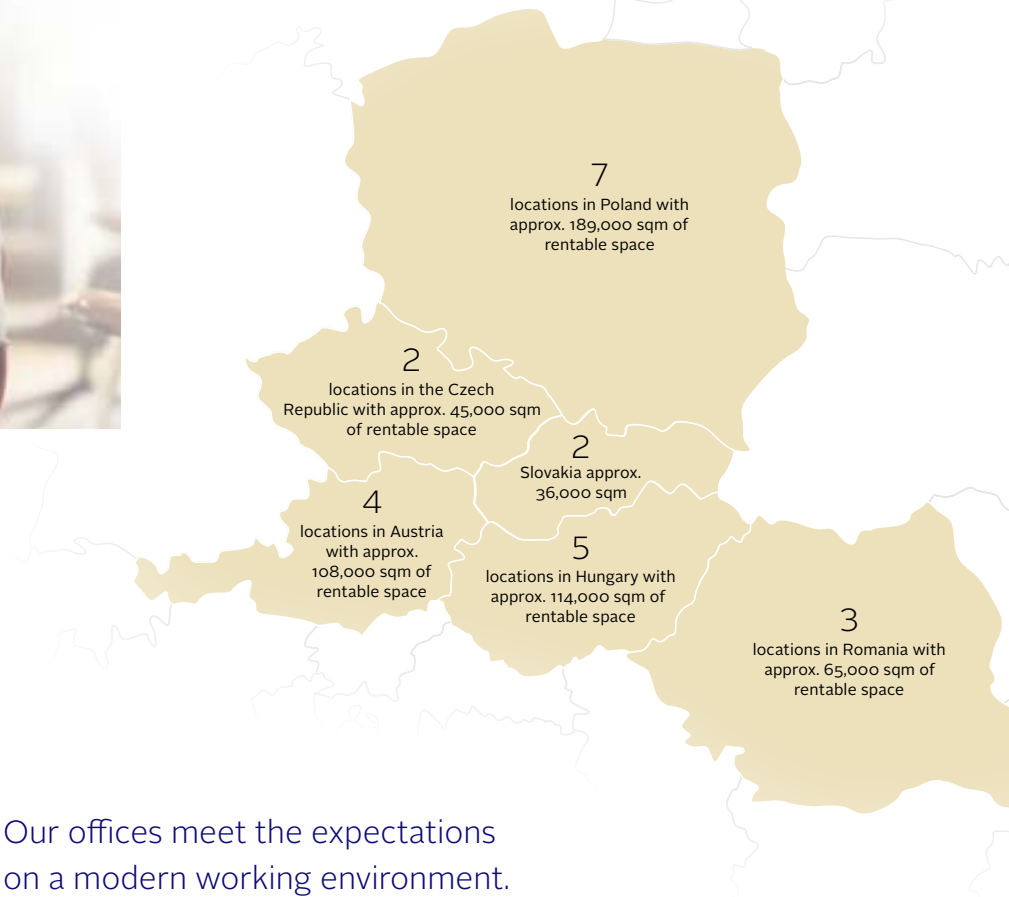 7
locations in Poland with
approx. 189,000 sqm of
rentable space
2
locations in the Czech
Republic with approx. 45,000 sqm
of rentable space
2
Slovakia approx.
36,000 sqm
4
locations in Austria
with approx.
108,000 sqm of
rentable space
5
locations in Hungary with
approx. 114,000 sqm of
rentable space
3
locations in Romania with
approx. 65,000 sqm of
rentable space
Our offices meet the expectations
on a modern working environment.